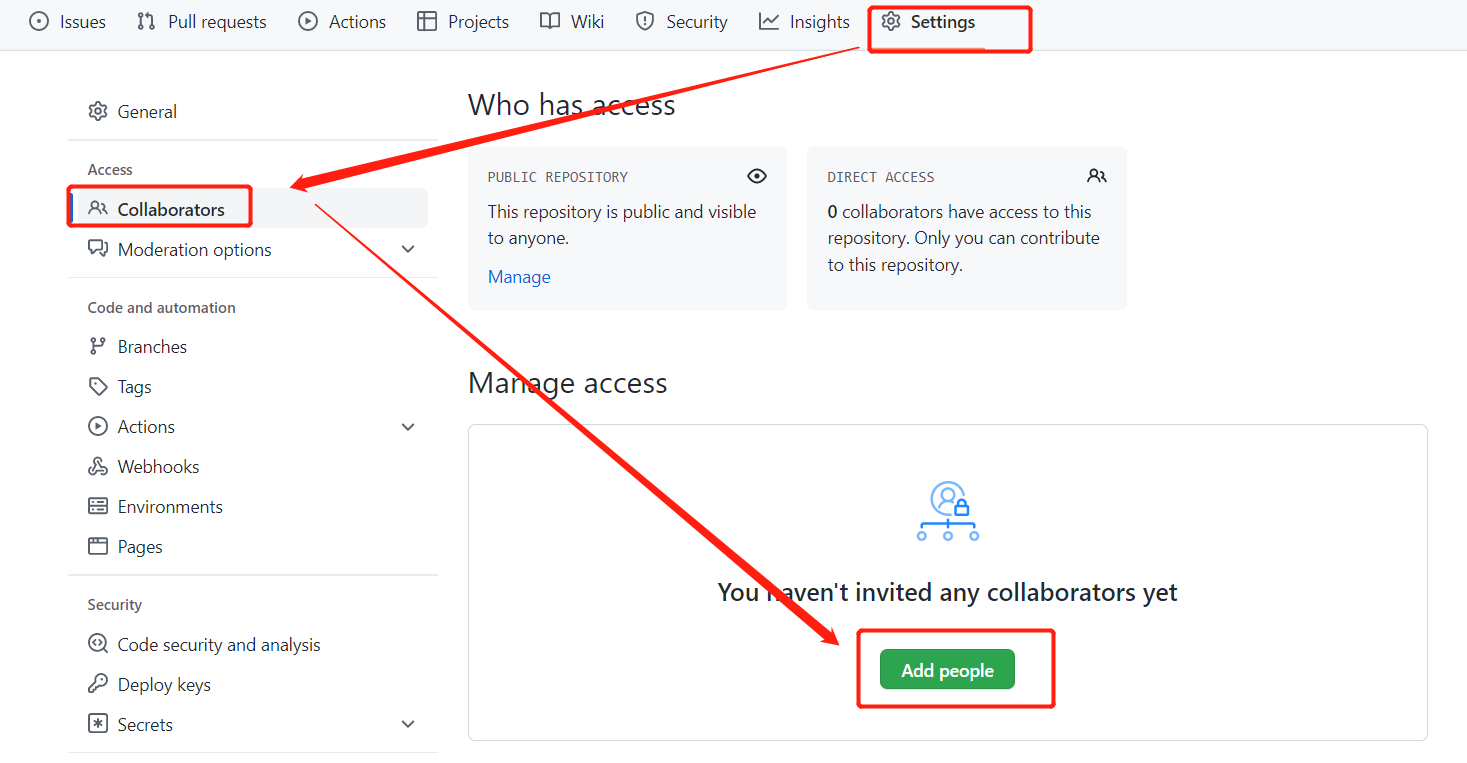 Issues
Pull requests
Actions
Projects
Wiki
Security
Insights
Settings
General
Access
Collaborators
Moderation options
Code and automation
Branches
Tags
Actions
Webhooks
Environments
Pages
Security
Code security and analysis
Deploy keys
Secrets
Who has access
PUBLIC REPOSITORY
This repository is public and visible
to anyone.
Manage
DIRECT ACCESS
0 collaborators have access to this
repository. Only you can contribute
to this repository.
Manage access
You haven't invited any collaborators yet
Add people